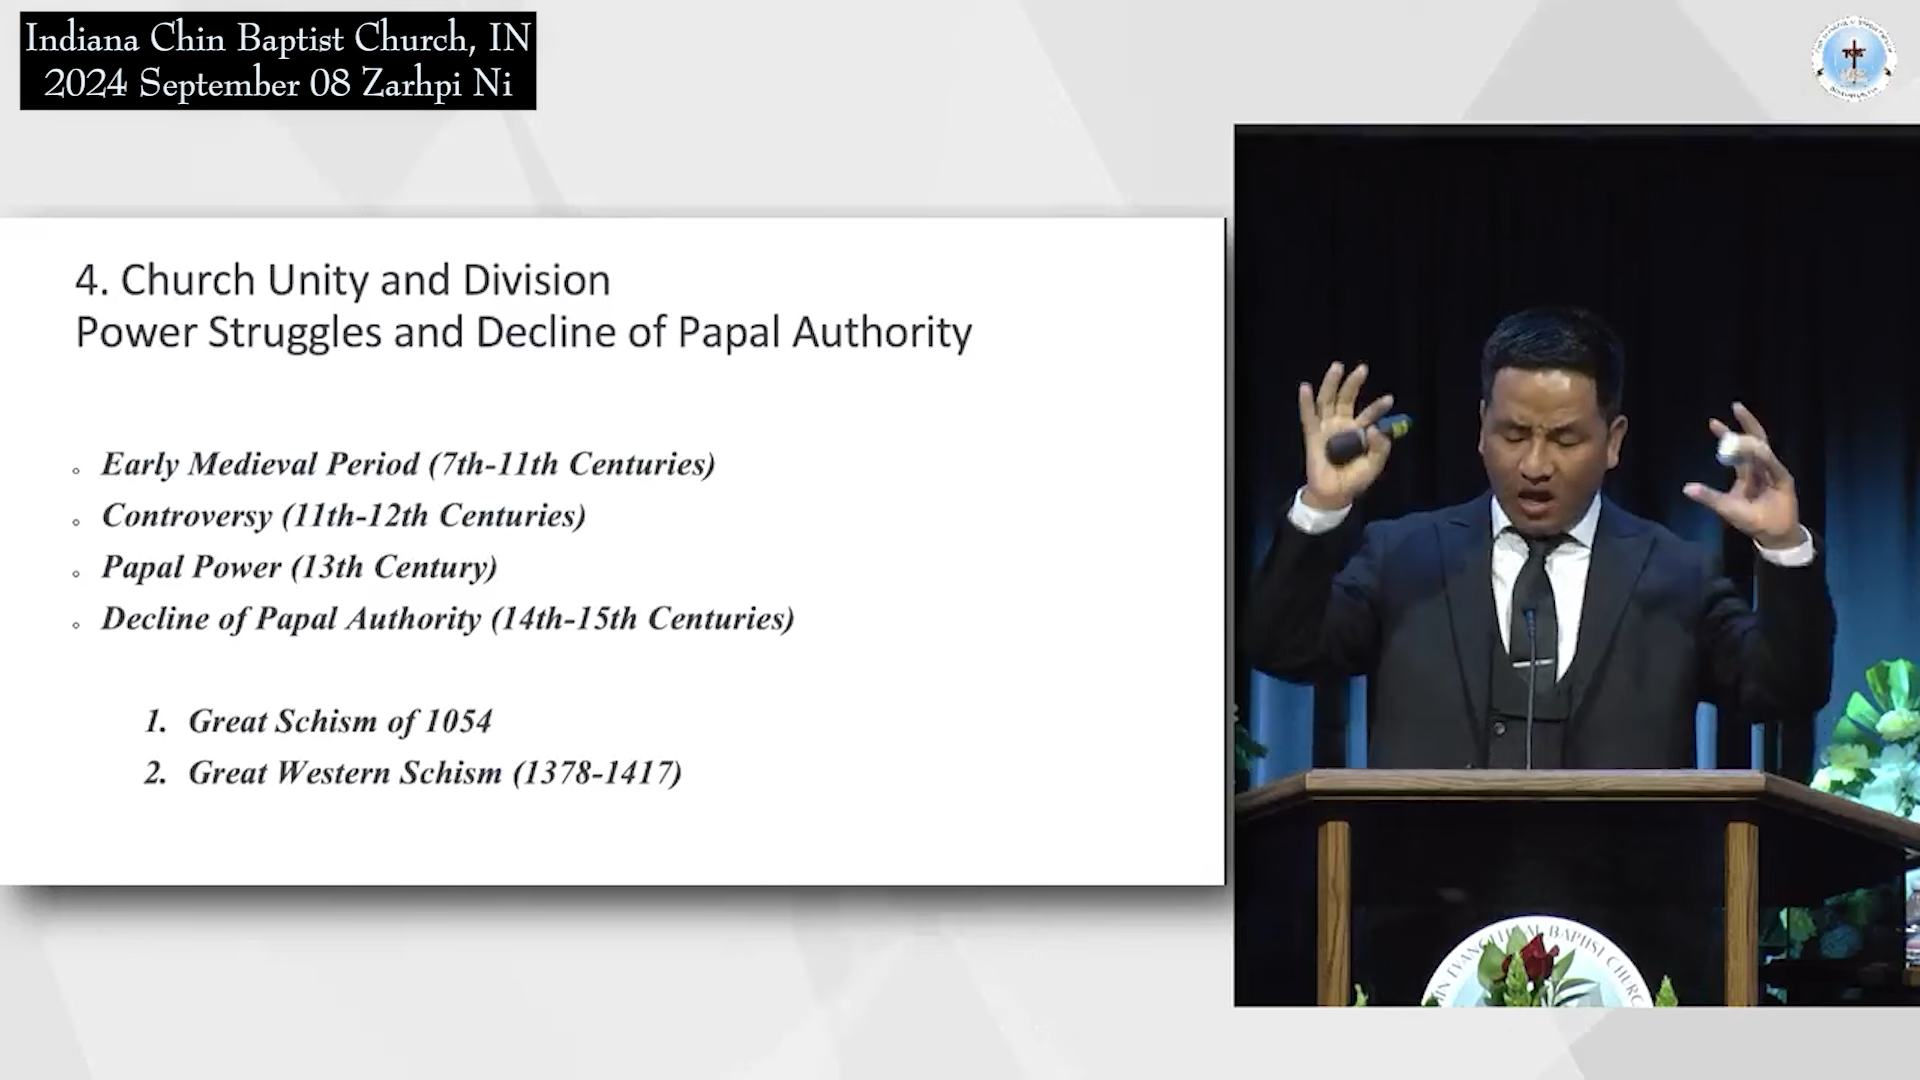 Indiana Chin Baptist Church, IN
2024 September 08 Zarhpi Ni
4. Church Unity and Division
Power Struggles and Decline of Papal Authority
Early Medieval Period (7th-11th Centuries)
Controversy (11th-12th Centuries)
Papal Power (13th Century)
Decline of Papal Authority (14th-15th Centuries)
1. Great Schism of 1054
2. Great Western Schism (1378-1417)
BAPTIST CHURCH